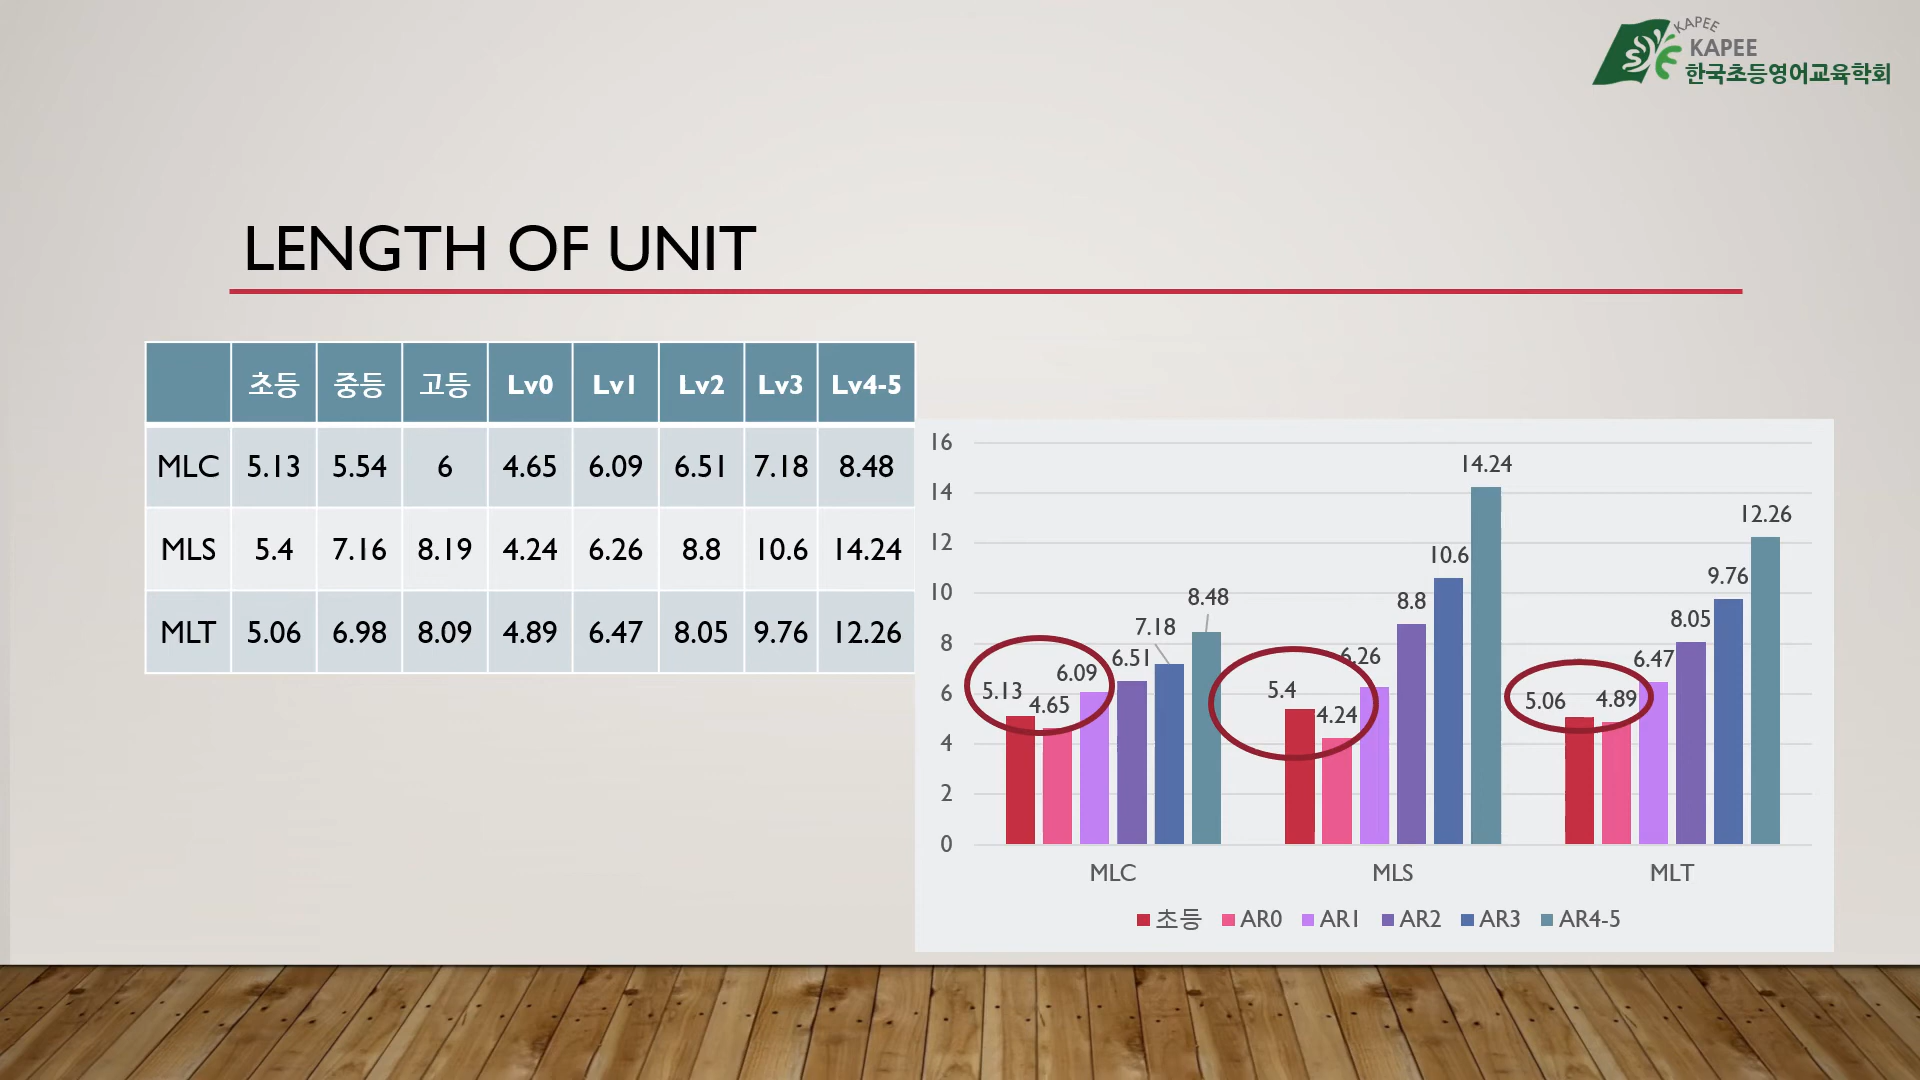 KAPEE
KAPEE
한국초등영어교육학회
LENGTH OF UNIT
초등 중등 고등 Lv0 Lv1 Lv2 Lv3 Lv4-5
MLC 5.13 5.54 6 4.65 6.09 6.51 7.18 8.48
MLS 5.4 7.16 8.19 4.24 6.26 8.8 10.6 14.24
MLT 5.06 6.98 8.09 4.89 6.47 8.05 9.76 12.26
16
14
12
10
8
6
4
2
0
5.13 4.65 6.09 6.51 7.18 8.48
5.4 4.24 6.26 8.8 10.6 14.24
5.06 4.89 6.47 8.05 9.76 12.26
MLC MLS MLT
초등 AR0 AR1 AR2 AR3 AR4-5